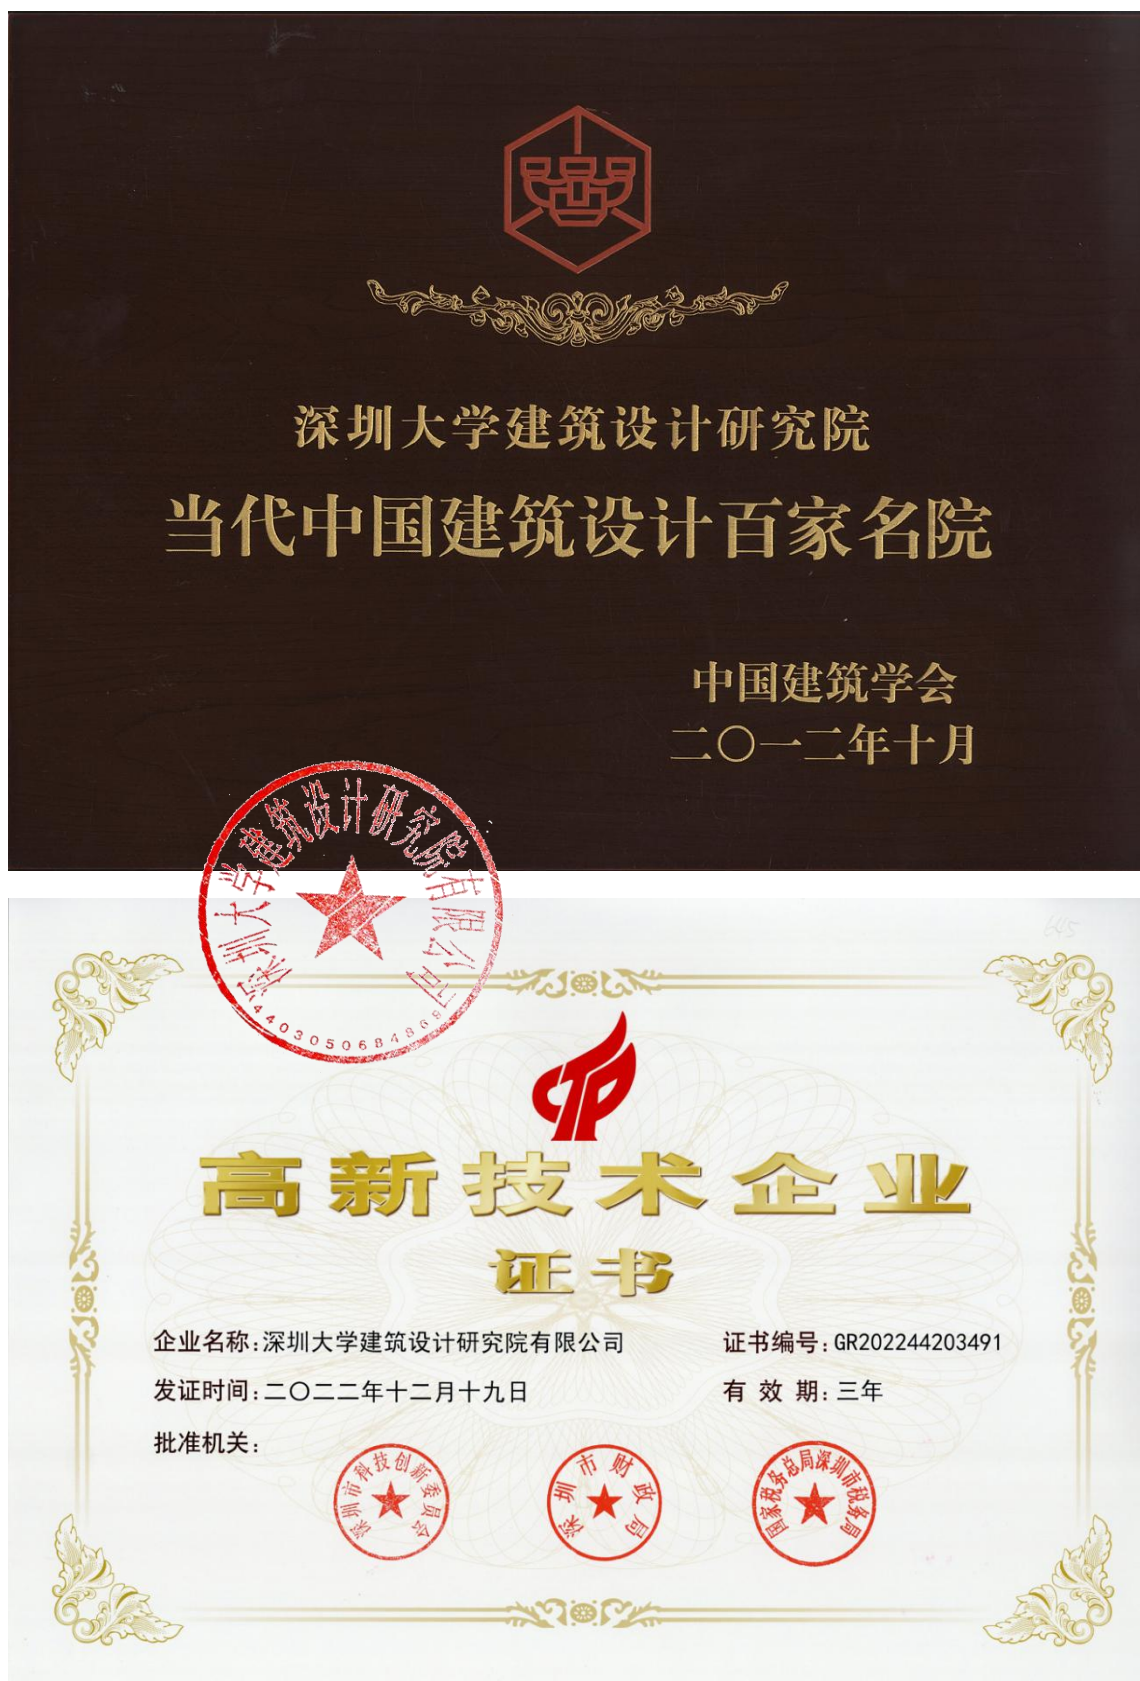 深圳大学建筑设计研究院
当代中国建筑设计百家名院
中国建筑学会
二〇一二年十月
深圳大学建筑设计研究院有限公司
4403050684869
高新技术企业
证书
企业名称:深圳大学建筑设计研究院有限公司
证书编号:GR202244203491
发证时间:二〇二二年十二月十九日
有 效 期:三年
批准机关:
深圳市科技创新委员会
深圳市财政局
国家税务总局深圳市税务局